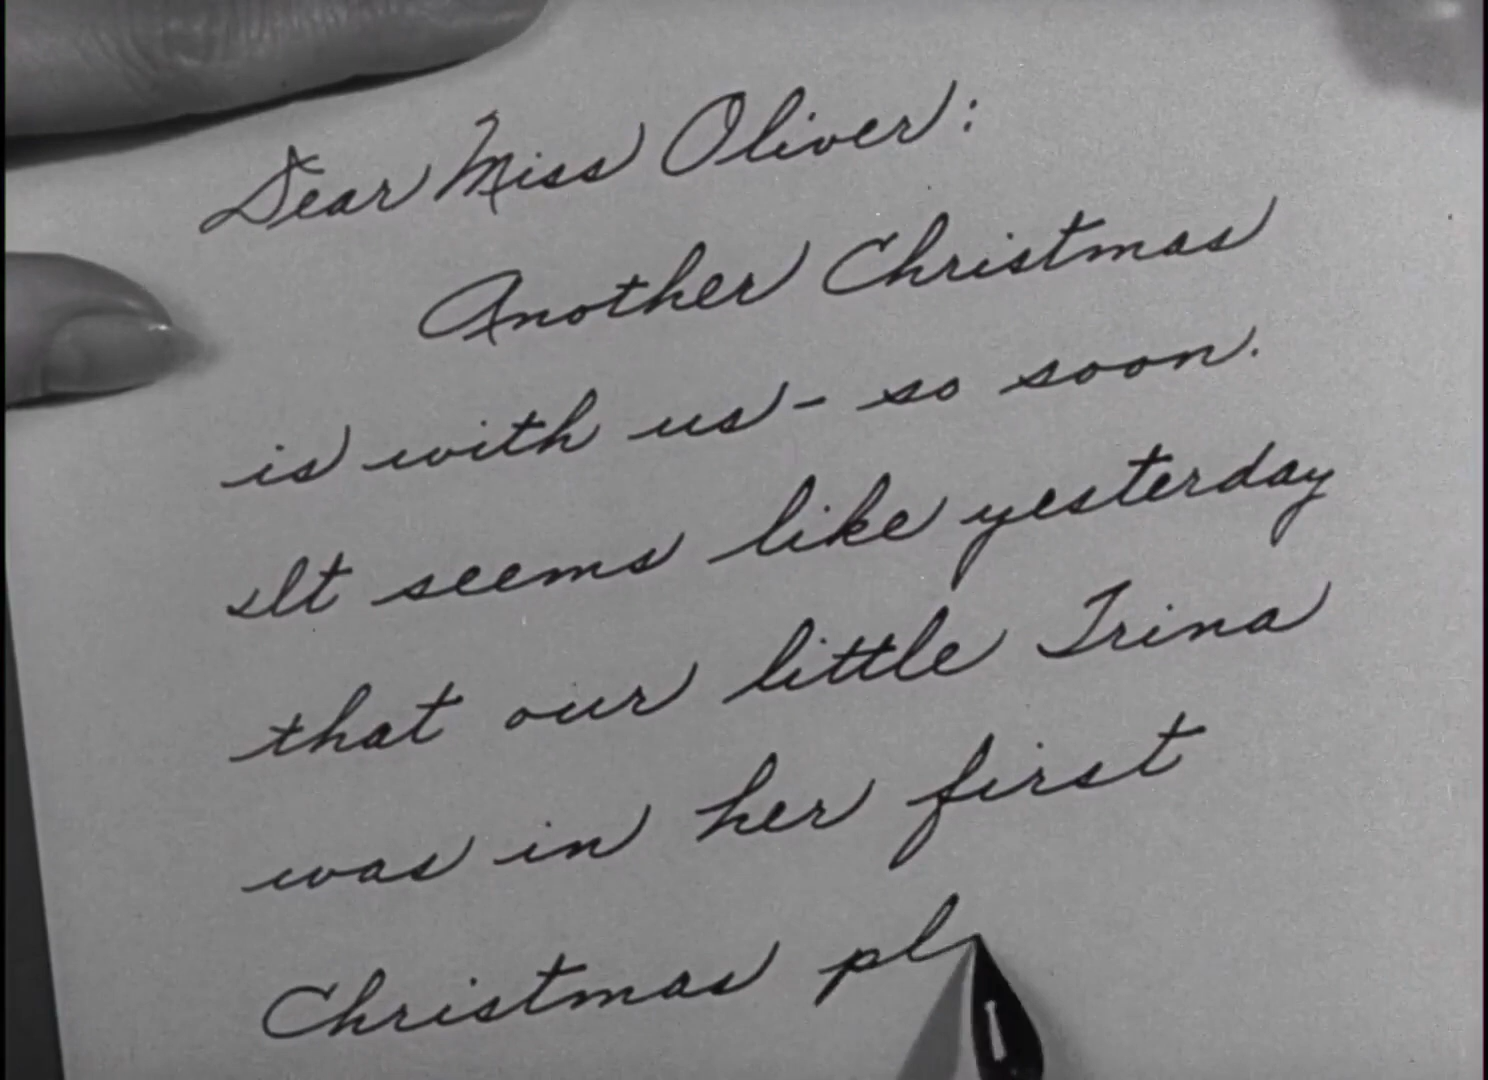 Dear Miss Oliver:
Another Christmas
is with us - so soon.
It seems like yesterday
that our little Trina
was in her first
Christmas pl